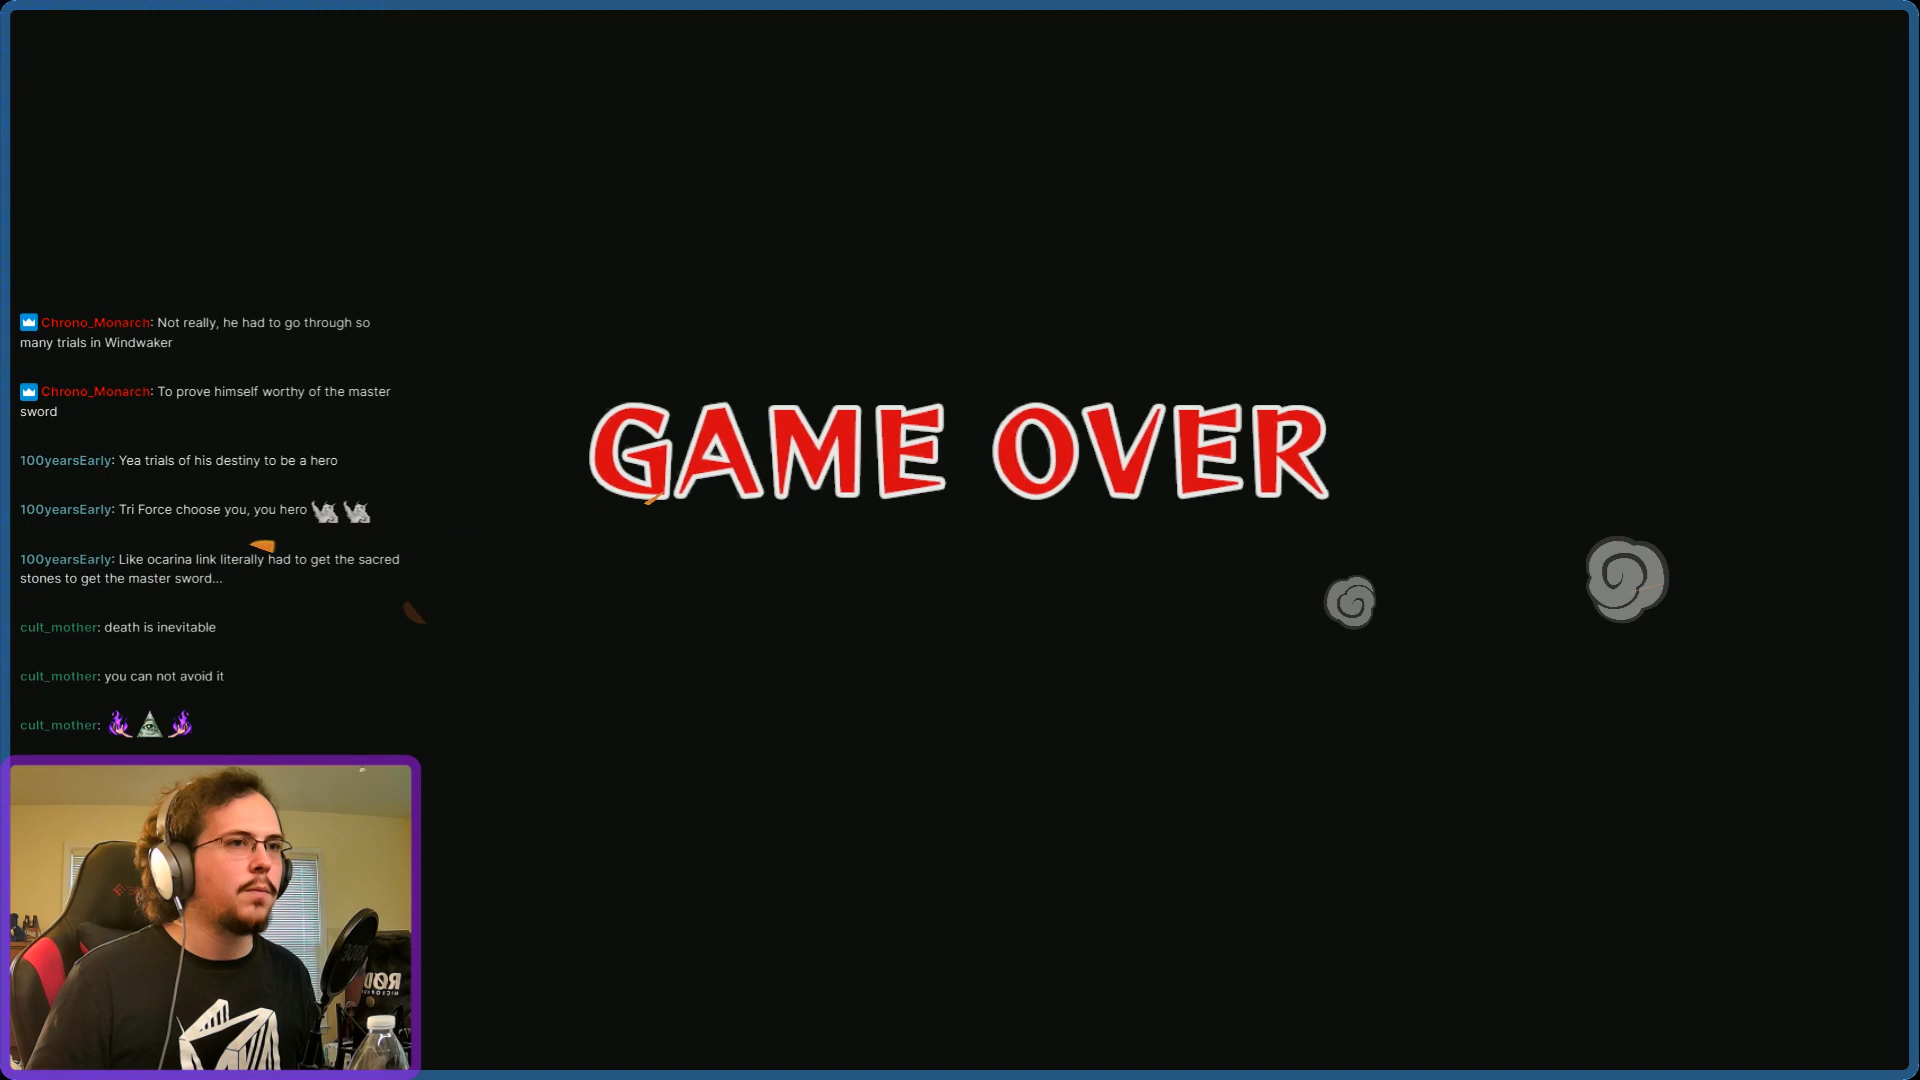 Chrono_Monarch: Not really, he had to go through so
many trials in Windwaker
Chrono_Monarch: To prove himself worthy of the master
sword
100yearsEarly: Yea trials of his destiny to be a hero
100yearsEarly: Tri Force choose you, you hero
100yearsEarly: Like ocarina link literally had to get the sacred
stones to get the master sword...
cult_mother: death is inevitable
cult_mother: you can not avoid it
cult_mother:
GAME OVER
RØD